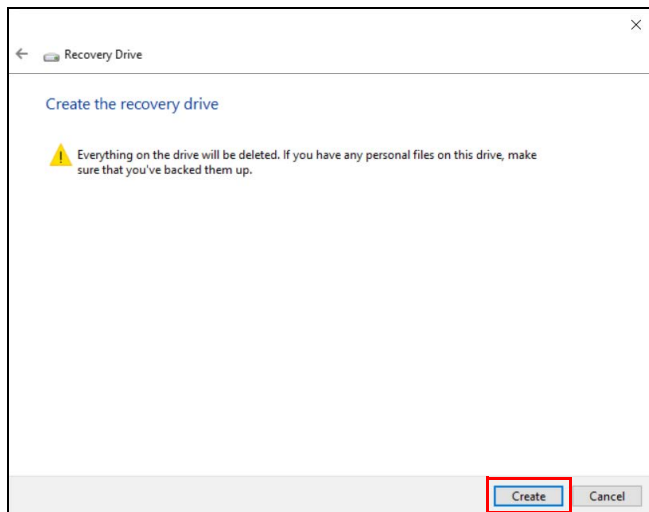 Recovery Drive
Create the recovery drive
Everything on the drive will be deleted. If you have any personal files on this drive, make
sure that you've backed them up.
Create Cancel